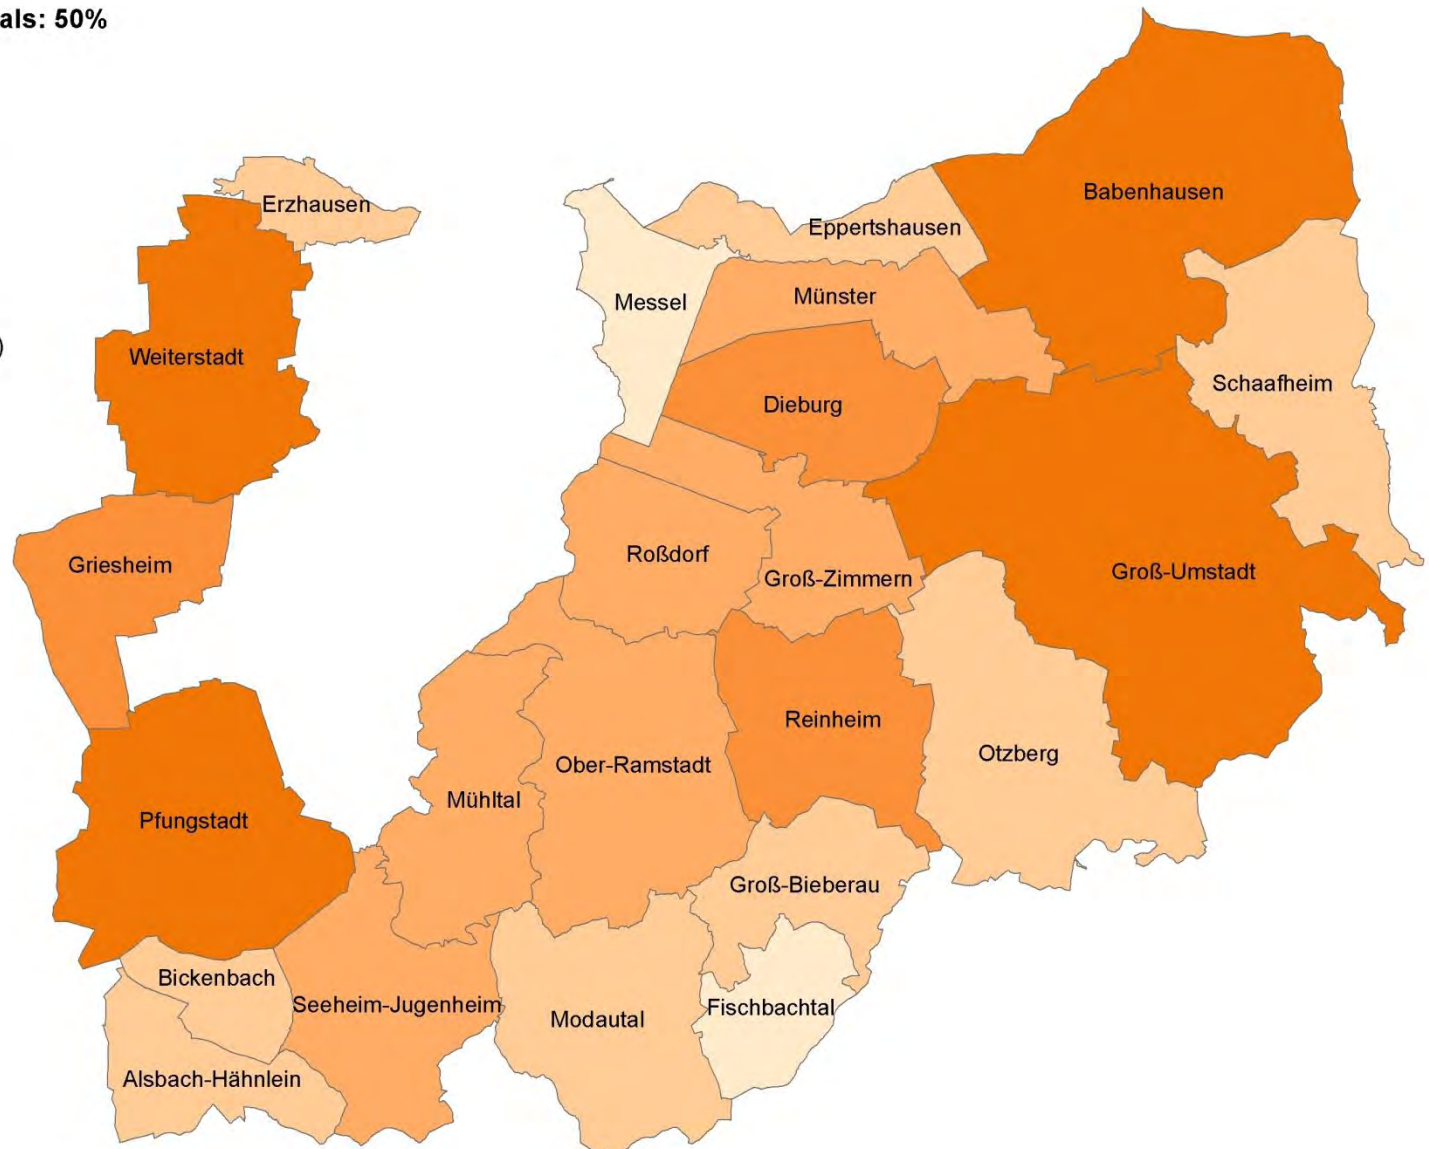 als: 50%
Babenhausen
Erzhausen
Eppertshausen
Münster
Messel
)
Weiterstadt
Schaafheim
Dieburg
Roßdorf
Griesheim
Groß-Umstadt
Groß-Zimmern
Reinheim
Otzberg
Ober-Ramstadt
Mühltal
Pfungstadt
Groß-Bieberau
Bickenbach
Seeheim-Jugenheim
Fischbachtal
Modautal
Alsbach-Hähnlein